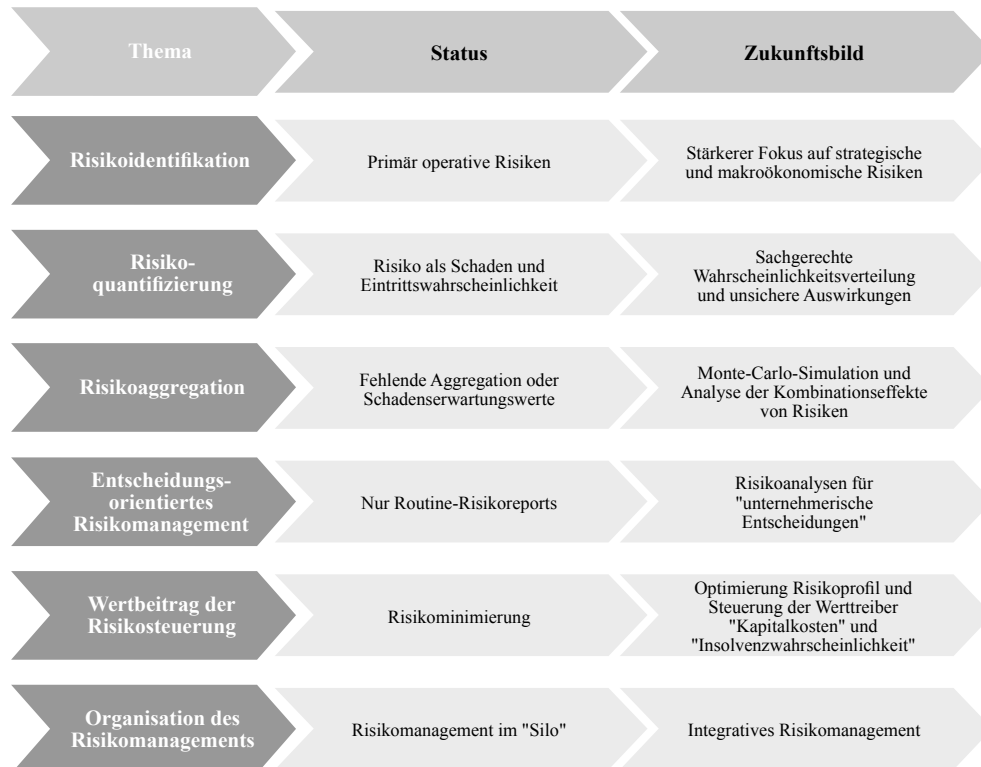 Thema
Status
Zukunftsbild
Risikoidentifikation
Primär operative Risiken
Stärkerer Fokus auf strategische
und makroökonomische Risiken
Risiko-
quantifizierung
Risiko als Schaden und
Eintrittswahrscheinlichkeit
Sachgerechte
Wahrscheinlichkeitsverteilung
und unsichere Auswirkungen
Risikoaggregation
Fehlende Aggregation oder
Schadenserwartungswerte
Monte-Carlo-Simulation und
Analyse der Kombinationseffekte
von Risiken
Entscheidungs-
orientiertes
Risikomanagement
Nur Routine-Risikoreports
Risikoanalysen für
"unternehmerische
Entscheidungen"
Wertbeitrag der
Risikosteuerung
Risikominimierung
Optimierung Risikoprofil und
Steuerung der Werttreiber
"Kapitalkosten" und
"Insolvenzwahrscheinlichkeit"
Organisation des
Risikomanagements
Risikomanagement im "Silo"
Integratives Risikomanagement